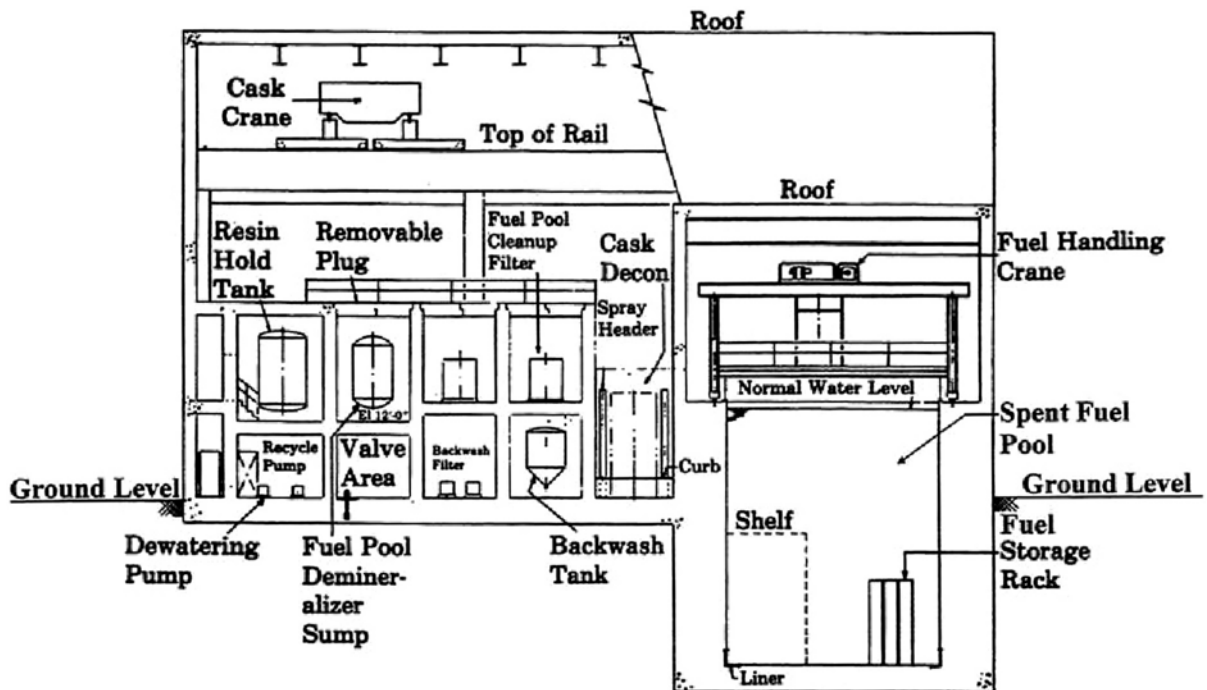 Roof
Cask
Crane
Top of Rail
Roof
Resin
Hold
Tank
Removable
Plug
Fuel Pool
Cleanup
Filter
Cask
Decon
Spray
Header
Fuel Handling
Crane
Normal Water Level
El 12'-0"
Recycle
Pump
Valve
Area
Backwash
Filter
Curb
Spent Fuel
Pool
Ground Level
Ground Level
Dewatering
Pump
Fuel Pool
Deminer-
alizer
Sump
Backwash
Tank
Shelf
Fuel
Storage
Rack
Liner